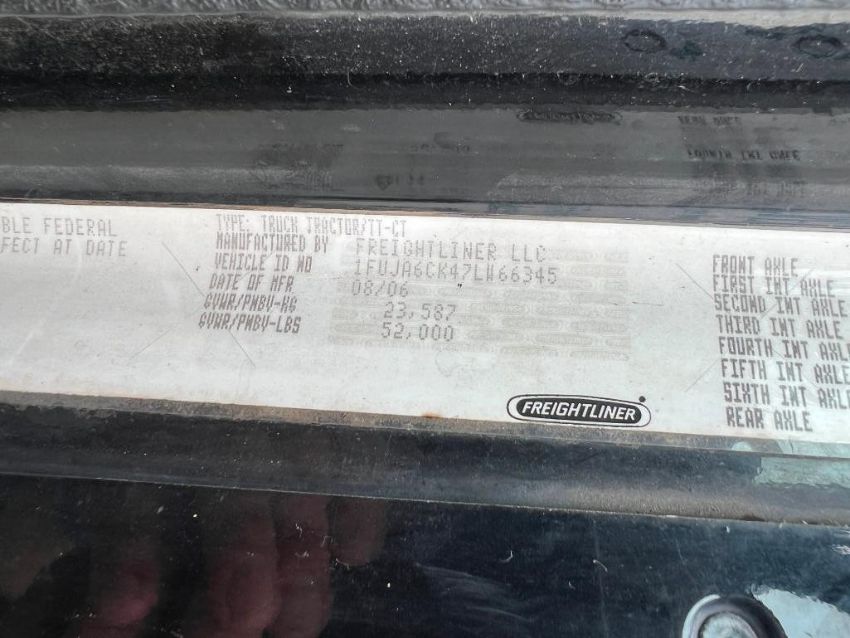 BLE FEDERAL
FECT AT DATE
TYPE: TRUCK TRACTOR/TT-CT
MANUFACTURED BY FREIGHTLINER LLC
VEHICLE ID NO 1FUJA6CK47LW66345
DATE OF MFR 08/06
GVWR/PNBV-KG 23,587
GVWR/PNBV-LBS 52,000
FREIGHTLINER
FRONT AXLE
FIRST INT AXLE
SECOND INT AXLE
THIRD INT AXLE
FOURTH INT AXLE
FIFTH INT AXLE
SIXTH INT AXLE
REAR AXLE